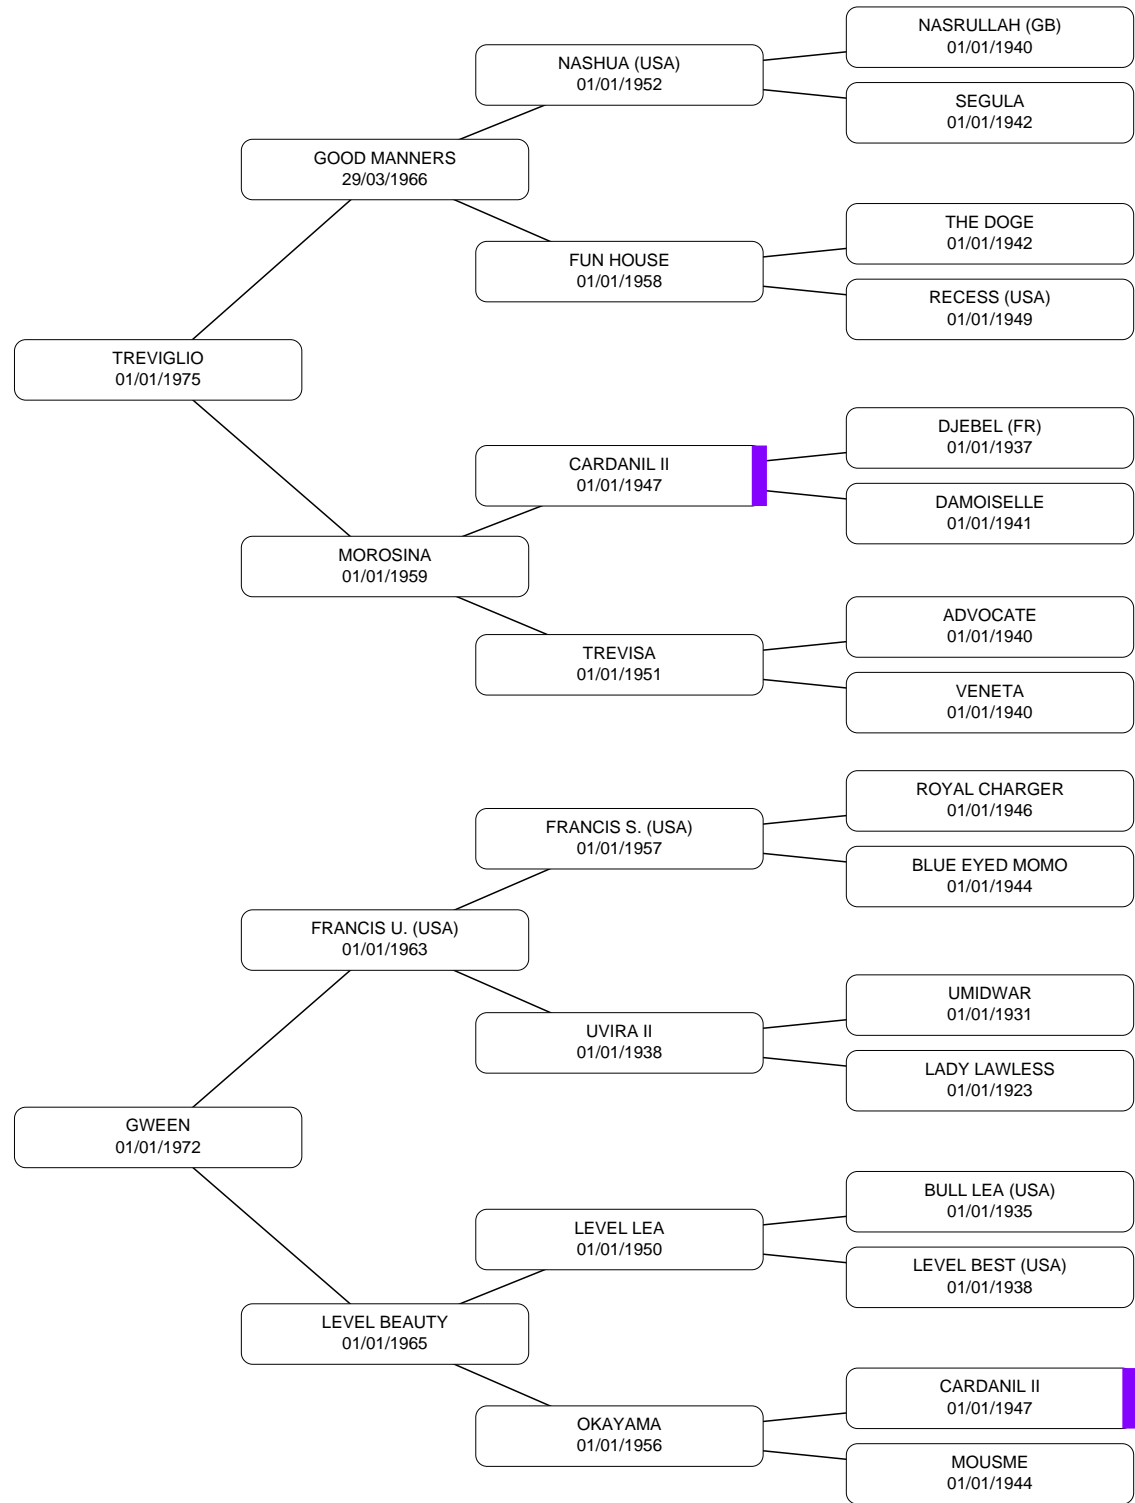 NASRULLAH (GB)
01/01/1940
NASHUA (USA)
01/01/1952
SEGULA
01/01/1942
GOOD MANNERS
29/03/1966
THE DOGE
01/01/1942
FUN HOUSE
01/01/1958
RECESS (USA)
01/01/1949
TREVIGLIO
01/01/1975
DJEBEL (FR)
01/01/1937
CARDANIL II
01/01/1947
DAMOISELLE
01/01/1941
MOROSINA
01/01/1959
ADVOCATE
01/01/1940
TREVISA
01/01/1951
VENETA
01/01/1940
ROYAL CHARGER
01/01/1946
FRANCIS S. (USA)
01/01/1957
BLUE EYED MOMO
01/01/1944
FRANCIS U. (USA)
01/01/1963
UMIDWAR
01/01/1931
UVIRA II
01/01/1938
LADY LAWLESS
01/01/1923
GWEEN
01/01/1972
BULL LEA (USA)
01/01/1935
LEVEL LEA
01/01/1950
LEVEL BEST (USA)
01/01/1938
LEVEL BEAUTY
01/01/1965
CARDANIL II
01/01/1947
OKAYAMA
01/01/1956
MOUSME
01/01/1944